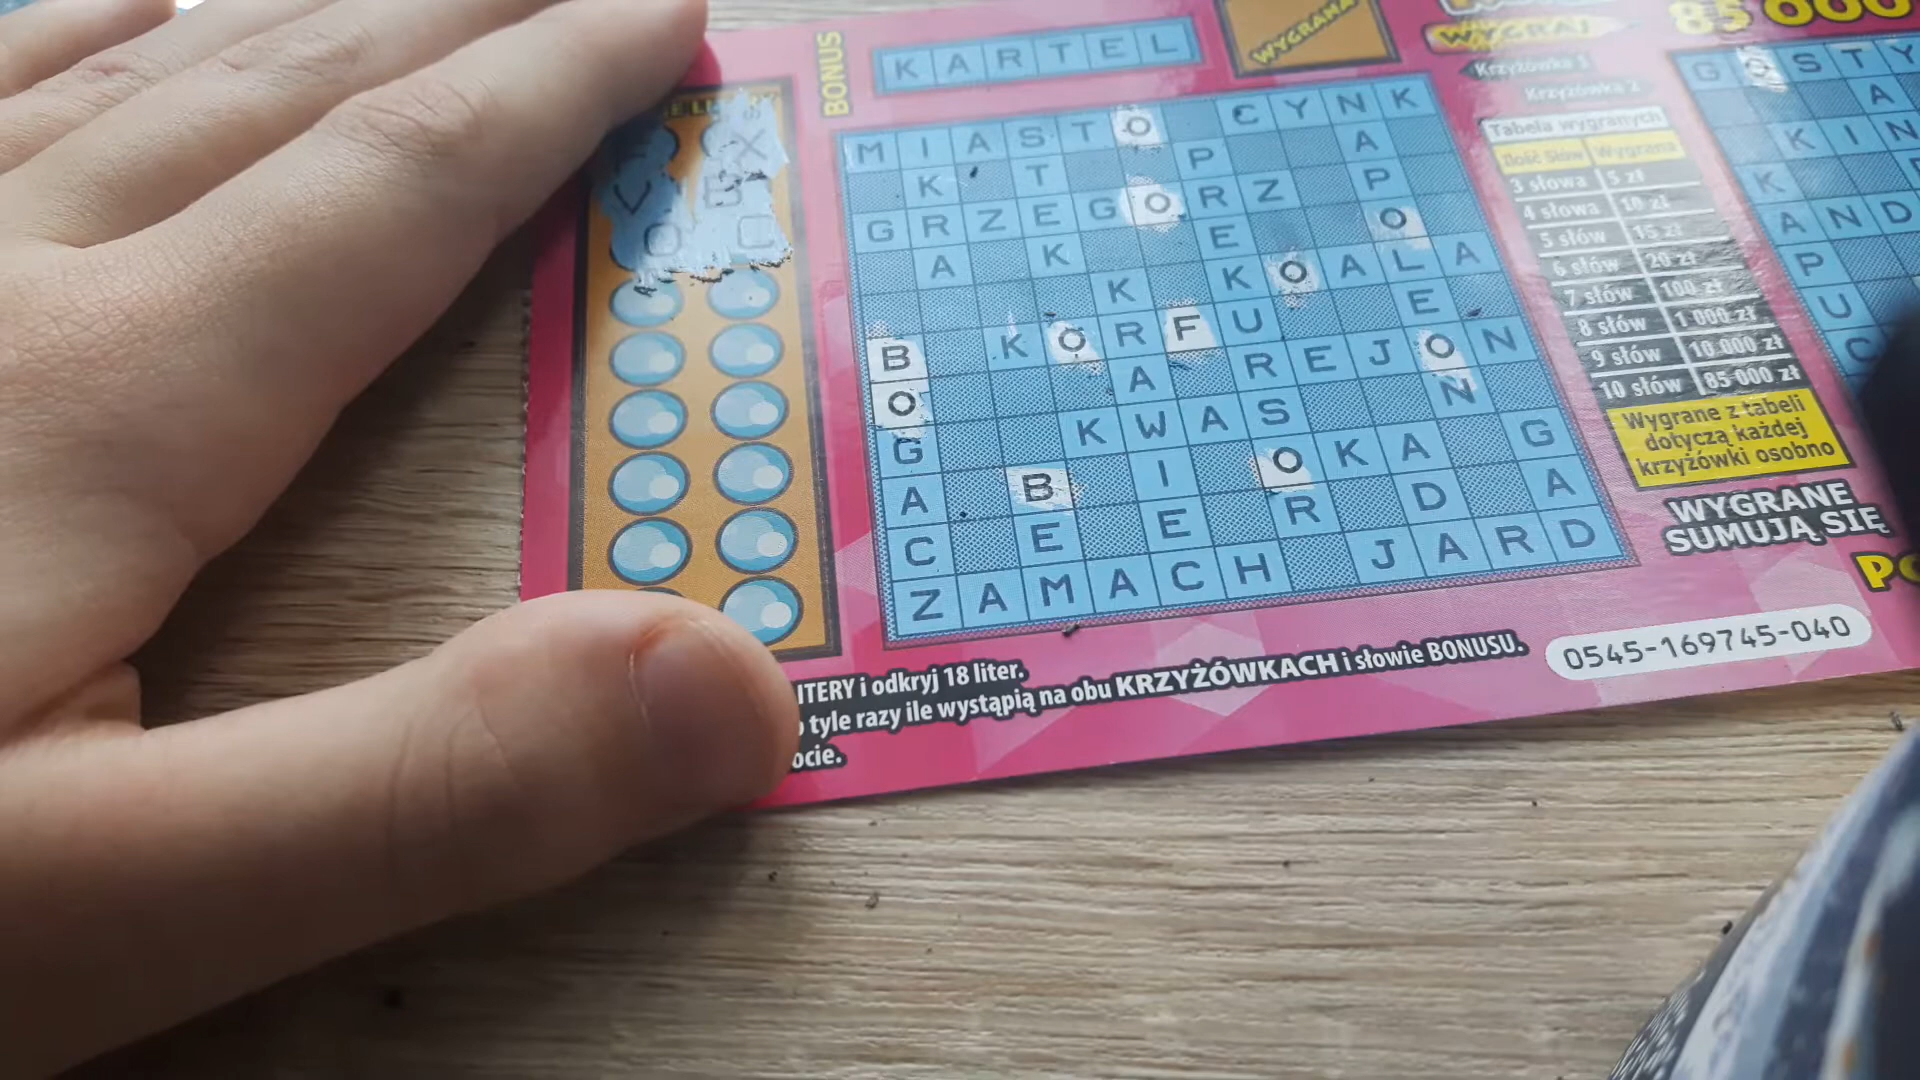 BONUS
KARTEL
WYGRANA
WYGRAJ
85 000
Krzyżówka 1
Krzyżówka 2
X
V B
O C
MIASTO CYNK
K T P A
GRZEGORZ P
A K E O
K KOALA
B KORF U E
O A REJON
G KWAS N
A B I OKA G
C E E R D A
ZAMACH JARD
Tabela wygranych
Ilość Słów Wygrana
3 słowa 5 zł
4 słowa 10 zł
5 słów 15 zł
6 słów 20 zł
7 słów 100 zł
8 słów 1 000 zł
9 słów 10 000 zł
10 słów 85 000 zł
Wygrane z tabeli
dotyczą każdej
krzyżówki osobno
WYGRANE
SUMUJĄ SIĘ
G O S T Y
A
K I N
K
A N D
P
U
C
ITERY i odkryj 18 liter.
tyle razy ile wystąpią na obu KRZYŻÓWKACH i słowie BONUSU.
ocie.
0545-169745-040